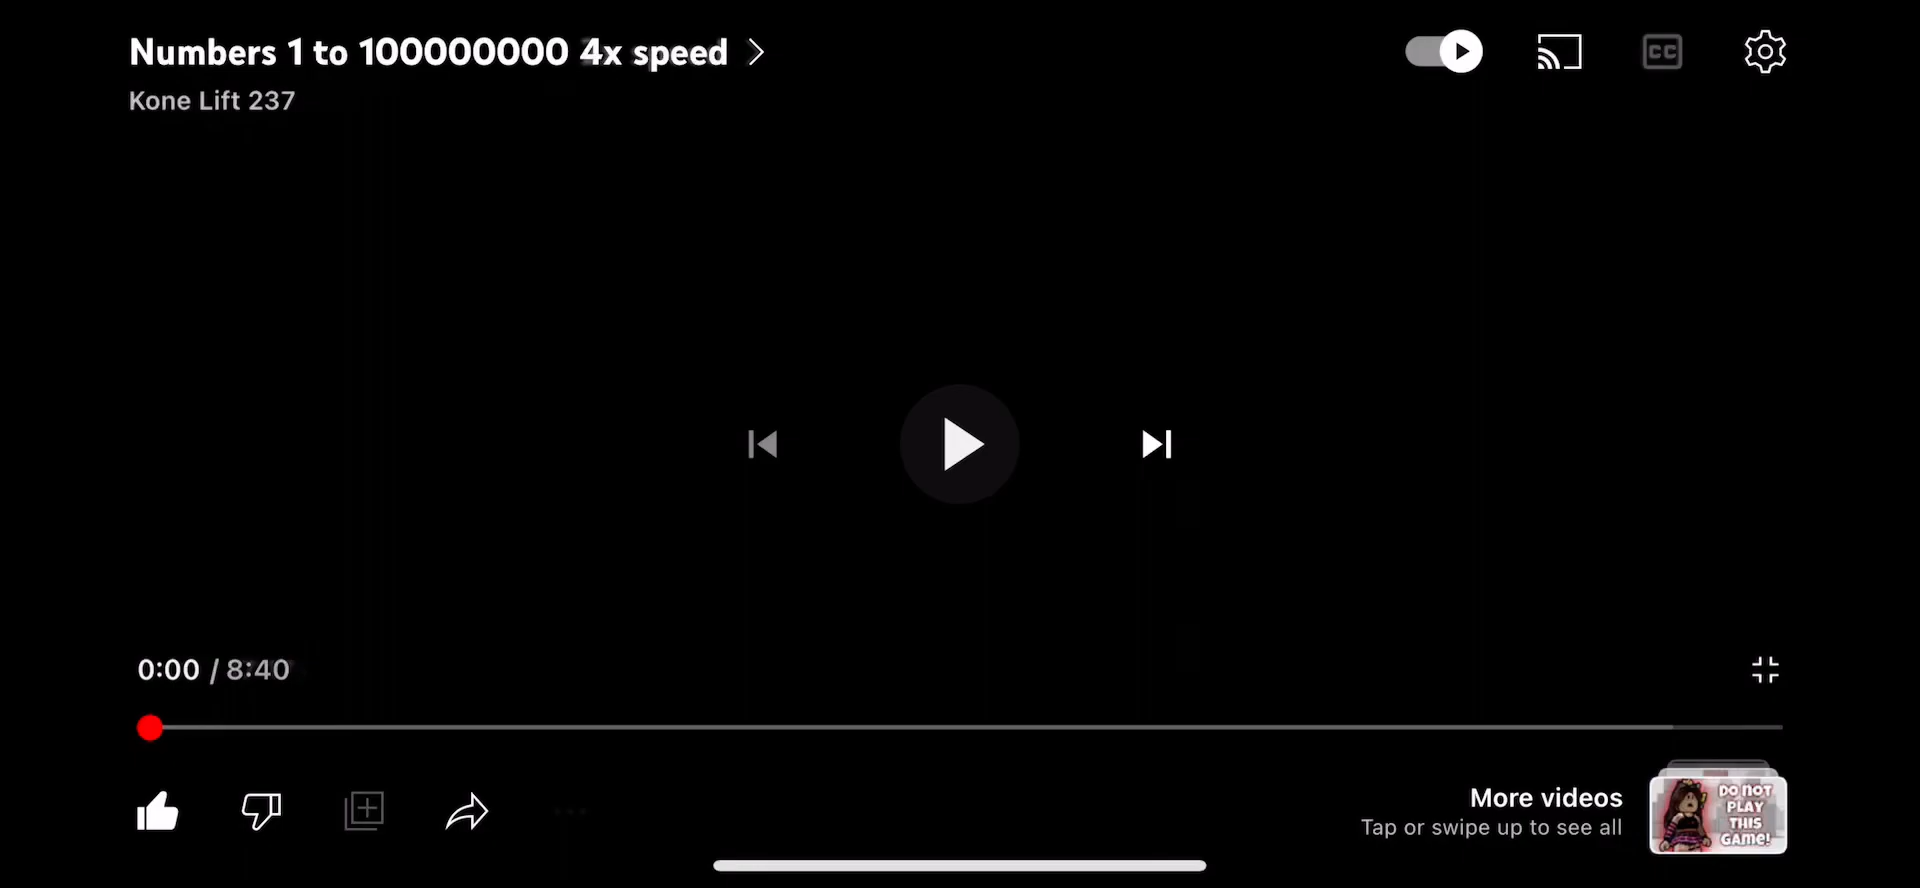 Numbers 1 to 100000000 4x speed
Kone Lift 237
CC
0:00 / 8:40
More videos
Tap or swipe up to see all
DO NOT
PLAY
THIS
GAME!